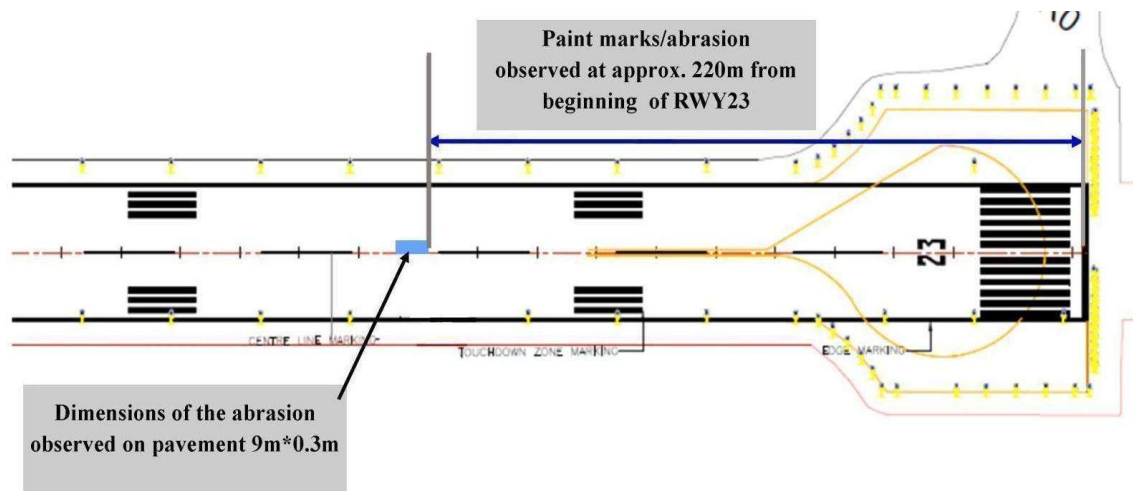 Paint marks/abrasion
observed at approx. 220m from
beginning of RWY23
23
CENTRE LINE MARKING
TOUCHDOWN ZONE MARKING
EDGE MARKING
Dimensions of the abrasion
observed on pavement 9m*0.3m